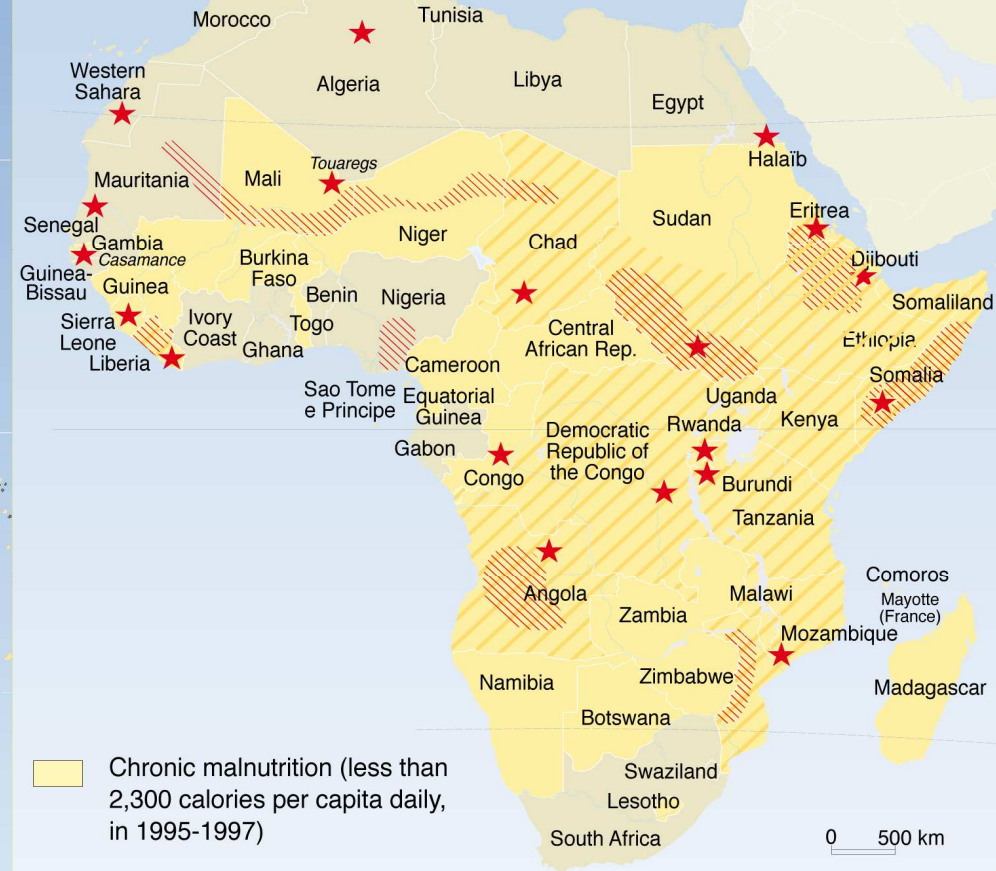 Morocco
Tunisia
Algeria
Libya
Egypt
Western
Sahara
Halaïb
Mauritania
Mali
Touaregs
Niger
Chad
Sudan
Eritrea
Senegal
Gambia
Casamance
Guinea-
Bissau
Guinea
Burkina
Faso
Benin
Nigeria
Djibouti
Somaliland
Sierra
Leone
Ivory
Coast
Togo
Ghana
Liberia
Central
African Rep.
Ethiopia
Cameroon
Somalia
Sao Tome
e Principe
Equatorial
Guinea
Uganda
Kenya
Rwanda
Gabon
Democratic
Republic of
the Congo
Congo
Burundi
Tanzania
Angola
Zambia
Malawi
Comoros
Mayotte
(France)
Mozambique
Zimbabwe
Namibia
Botswana
Madagascar
Swaziland
Lesotho
South Africa
Chronic malnutrition (less than
2,300 calories per capita daily,
in 1995-1997)
0 500 km